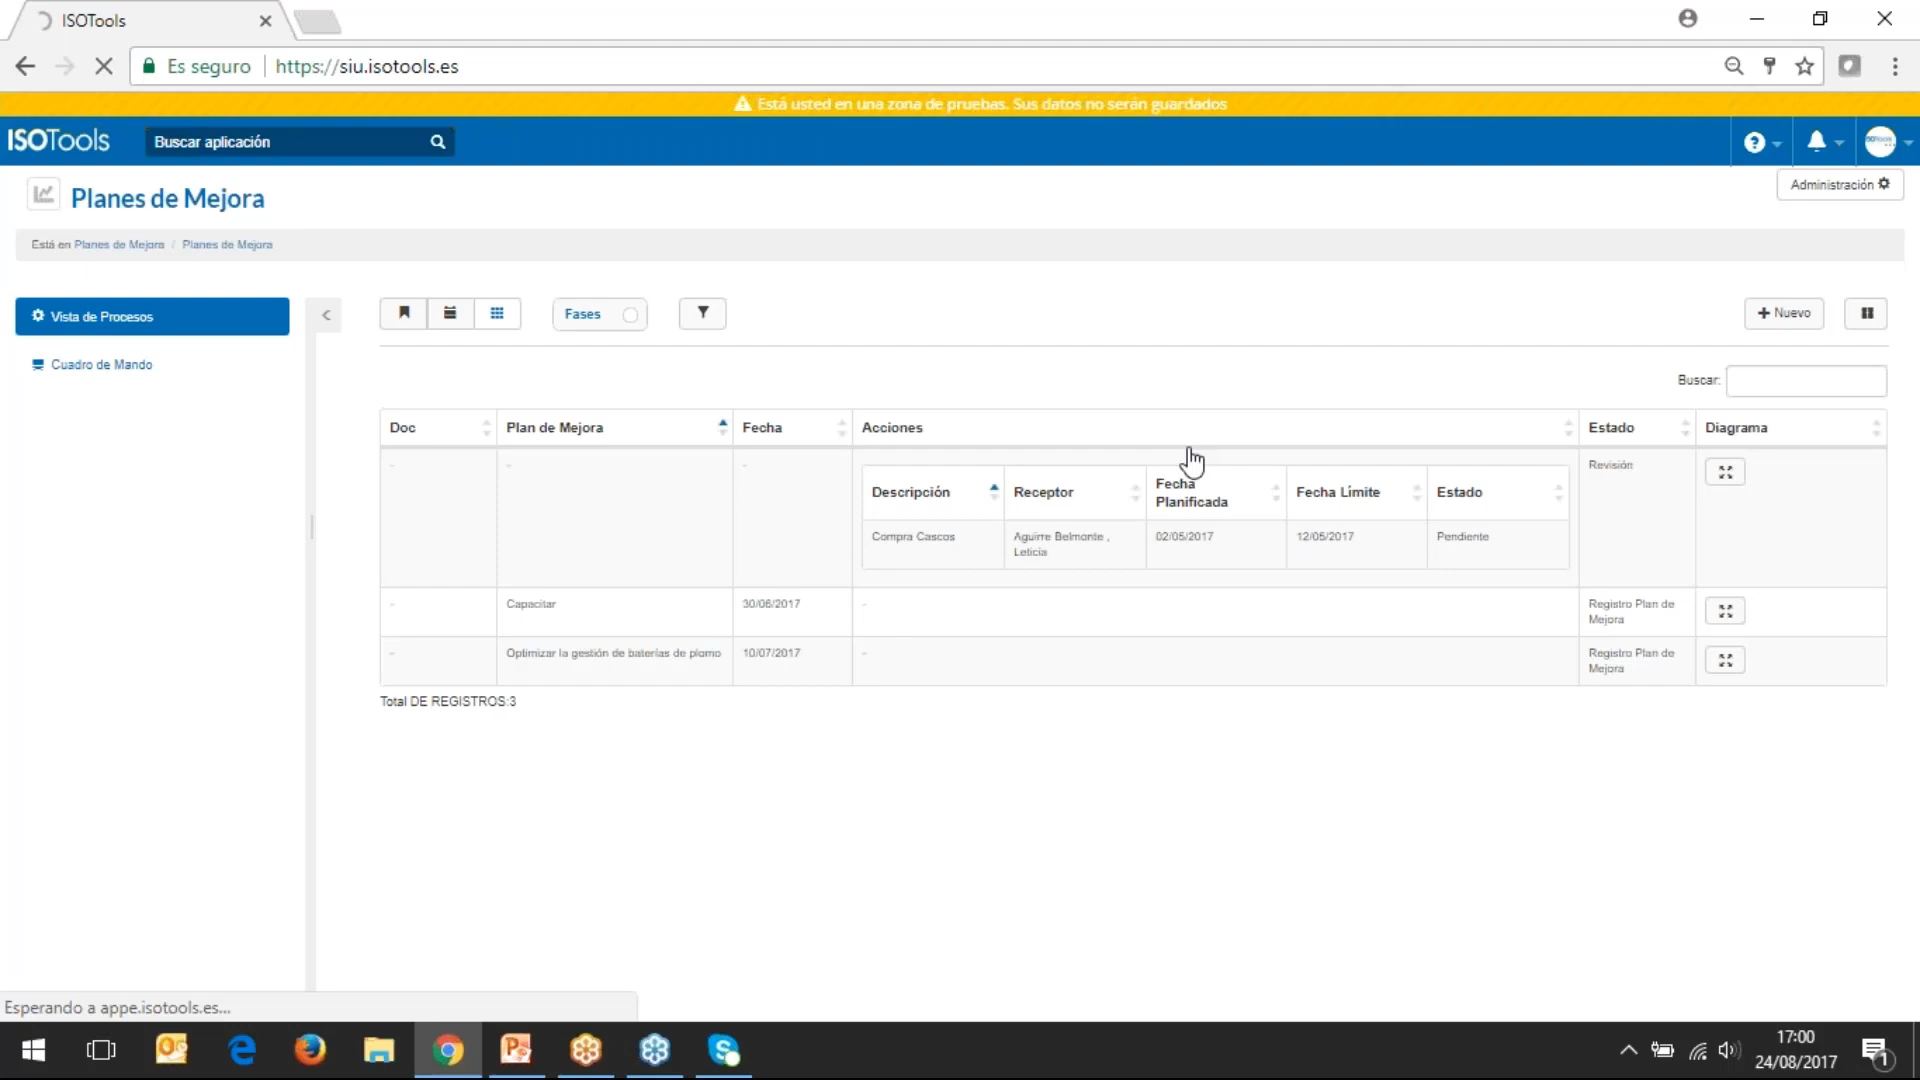 ISOTools
Es seguro https://siu.isotools.es
Está usted en una zona de pruebas. Sus datos no serán guardados
ISOTools
Buscar aplicación
Planes de Mejora
Administración
Está en Planes de Mejora / Planes de Mejora
Vista de Procesos
Cuadro de Mando
Fases
+ Nuevo
Buscar:
Doc Plan de Mejora Fecha Acciones Estado Diagrama
- - - Revisión
Descripción Receptor Fecha Planificada Fecha Límite Estado
Compra Cascos Aguirre Belmonte , Leticia 02/05/2017 12/05/2017 Pendiente
- Capacitar 30/06/2017 - Registro Plan de Mejora
- Optimizar la gestión de baterías de plomo 10/07/2017 - Registro Plan de Mejora
Total DE REGISTROS:3
Esperando a appe.isotools.es...
17:00
24/08/2017
1